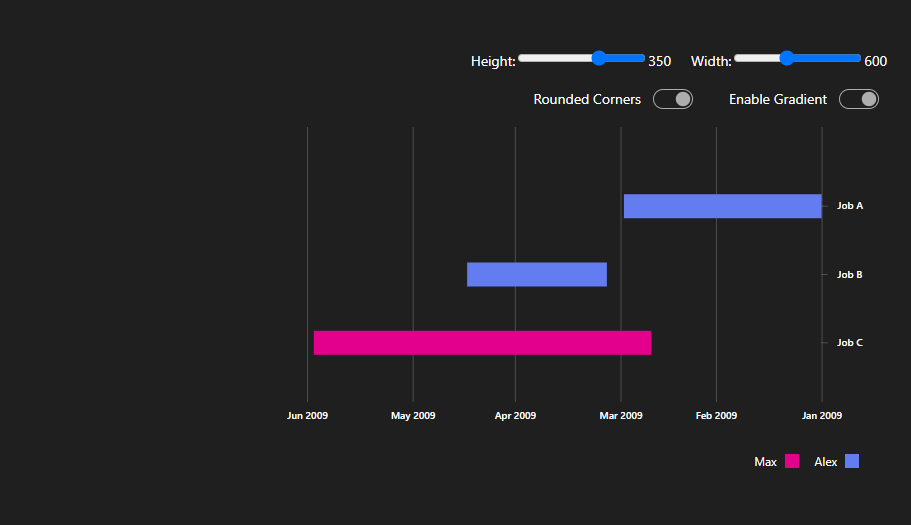 Height: 350 Width: 600
Rounded Corners Enable Gradient
Job A
Job B
Job C
Jun 2009 May 2009 Apr 2009 Mar 2009 Feb 2009 Jan 2009
Max Alex